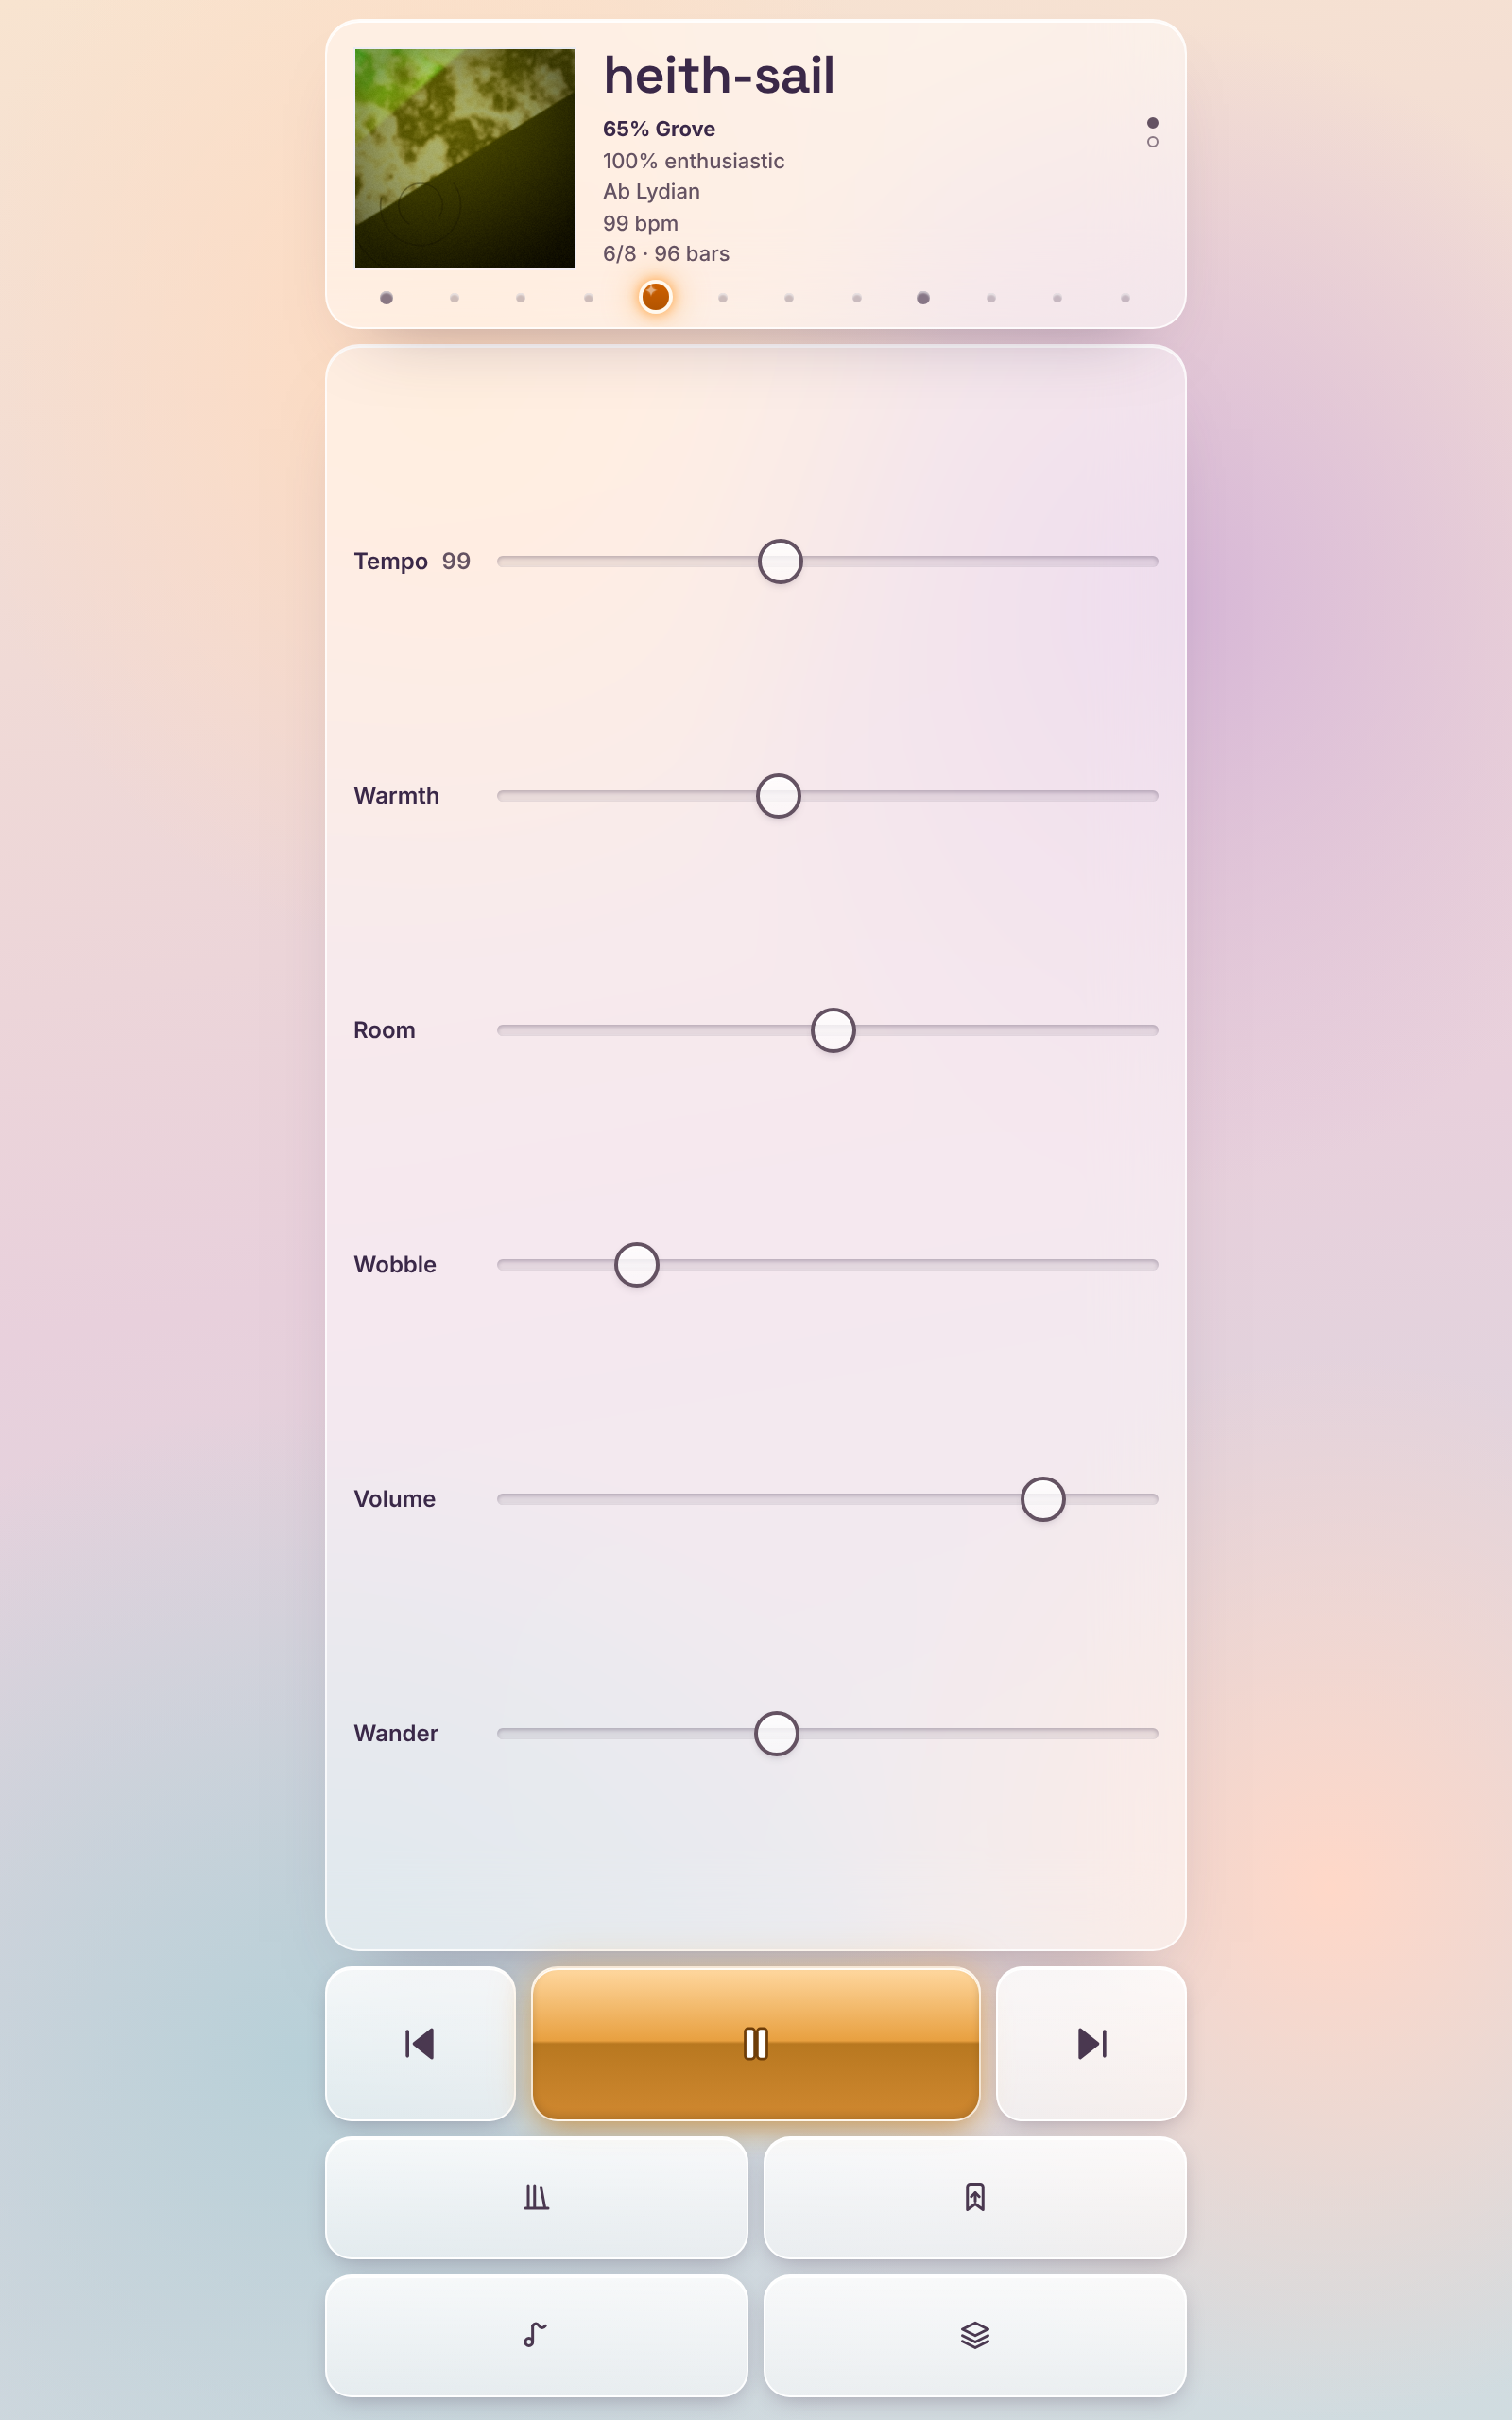 heith-sail
65% Grove
100% enthusiastic
Ab Lydian
99 bpm
6/8 · 96 bars
Tempo 99
Warmth
Room
Wobble
Volume
Wander